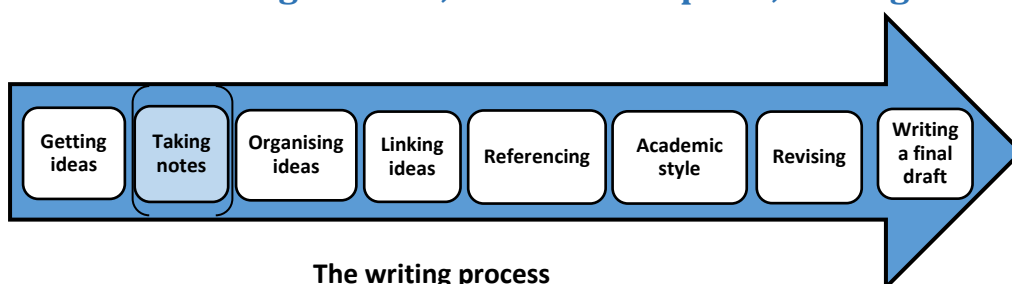 Getting
ideas
Taking
notes
Organising
ideas
Linking
ideas
Referencing
Academic
style
Revising
Writing
a final
draft
The writing process